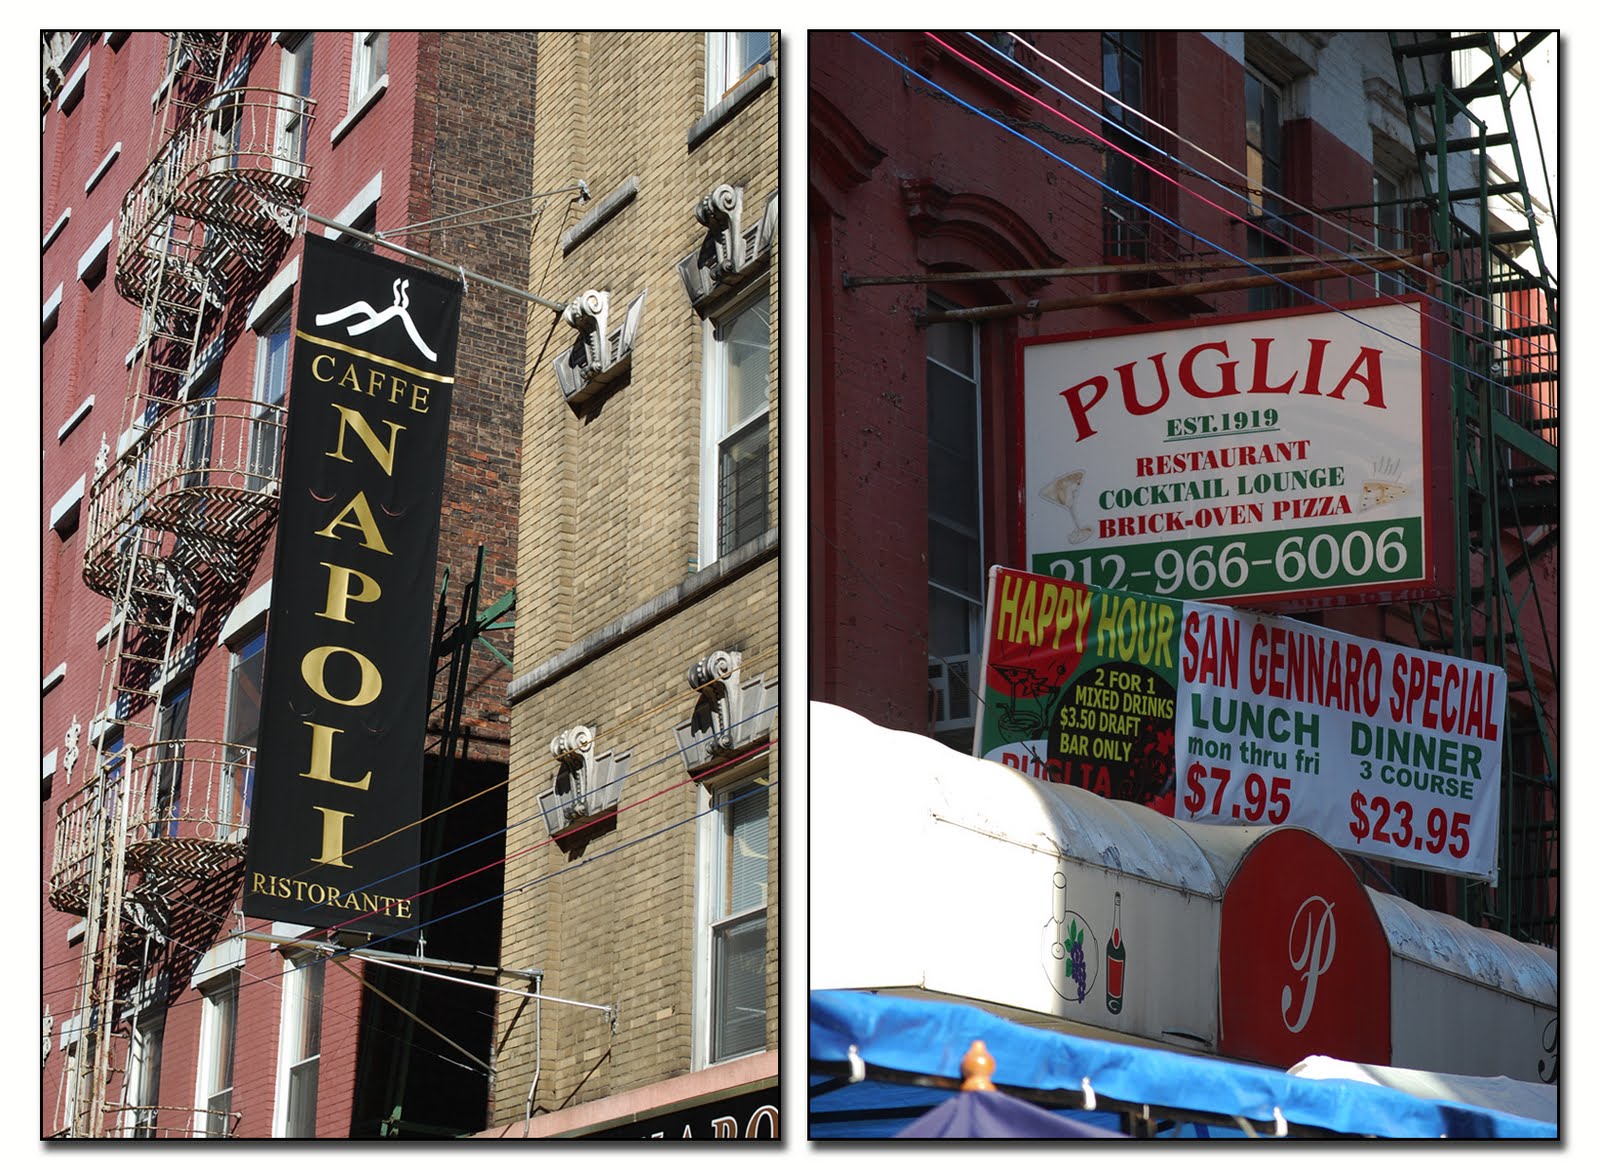 CAFFE
NAPOLI
RISTORANTE
PUGLIA
EST.1919
RESTAURANT
COCKTAIL LOUNGE
BRICK-OVEN PIZZA
212-966-6006
HAPPY HOUR
2 FOR 1
MIXED DRINKS
$3.50 DRAFT
BAR ONLY
PUGLIA
SAN GENNARO SPECIAL
LUNCH
mon thru fri
$7.95
DINNER
3 COURSE
$23.95
P